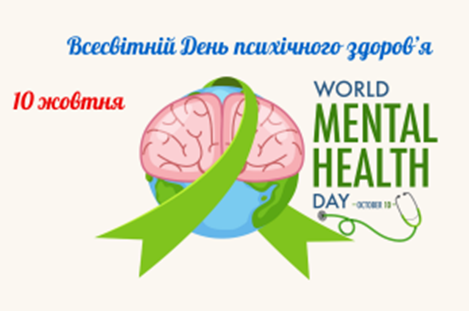 Всесвітній День психічного здоров'я
10 жовтня
WORLD
MENTAL
HEALTH
DAY
- OCTOBER 10 -